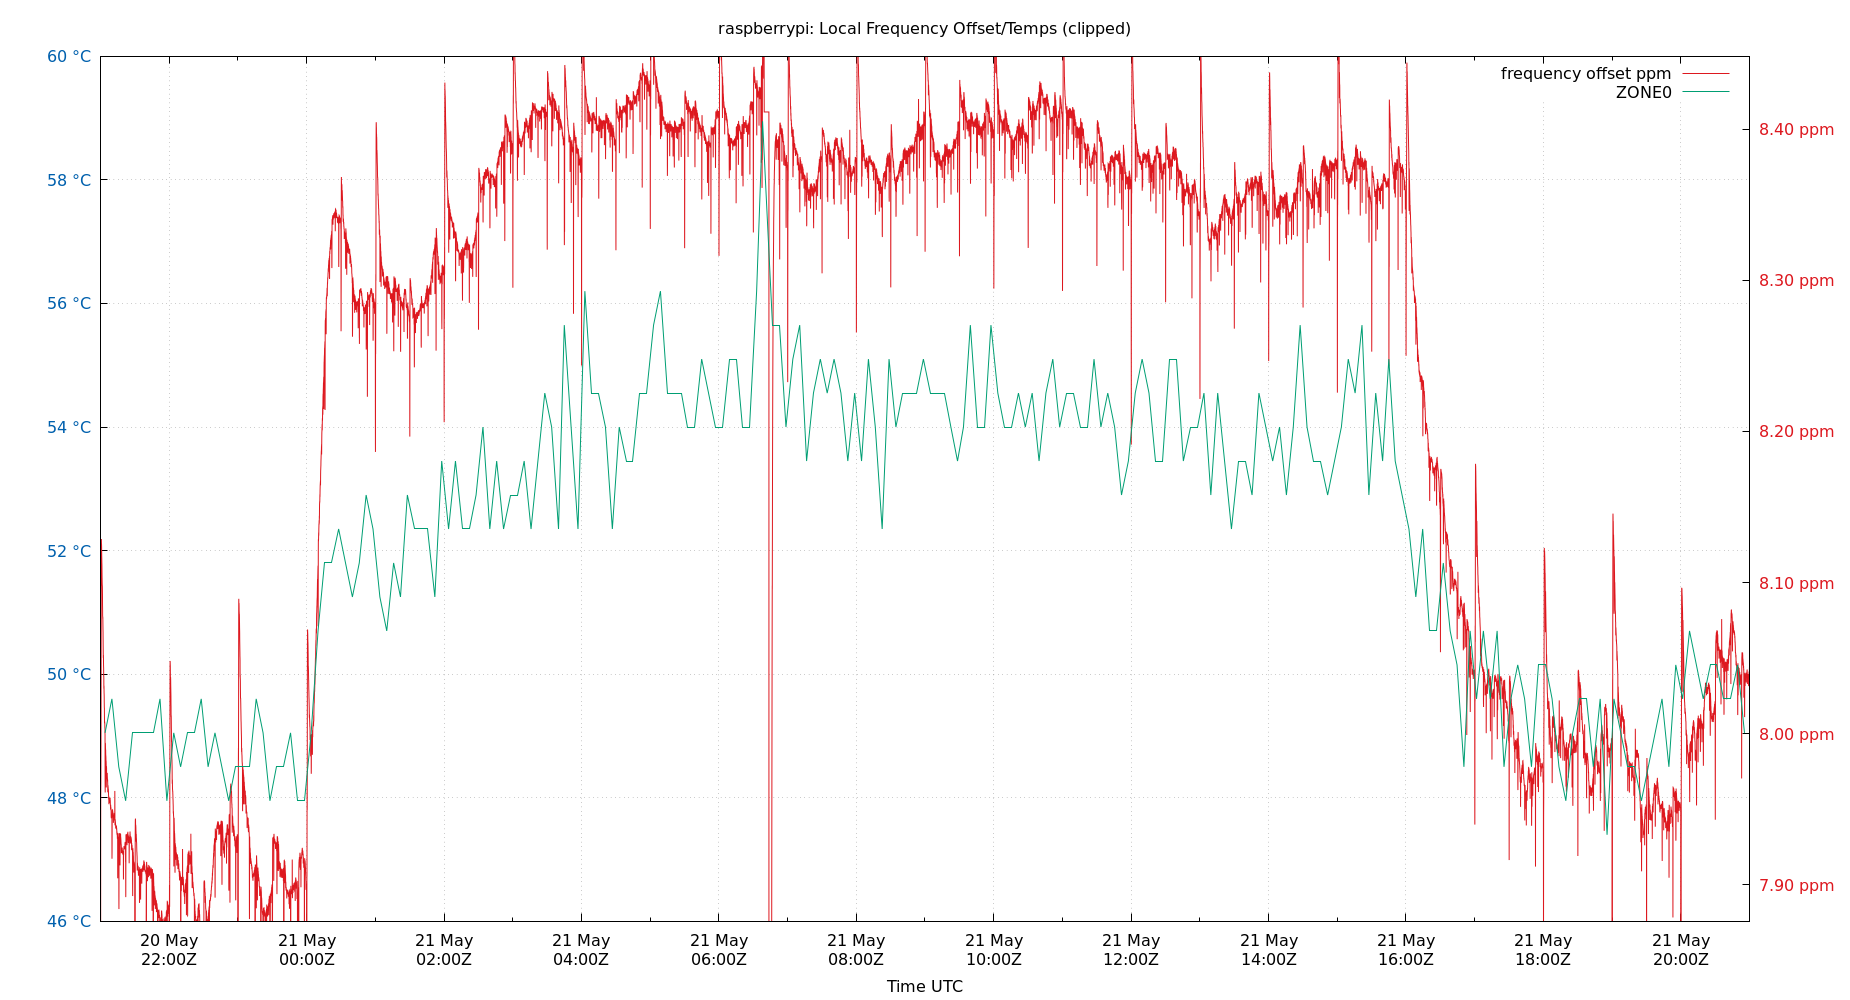 raspberrypi: Local Frequency Offset/Temps (clipped)
frequency offset ppm
ZONE0
60 °C
58 °C
56 °C
54 °C
52 °C
50 °C
48 °C
46 °C
8.40 ppm
8.30 ppm
8.20 ppm
8.10 ppm
8.00 ppm
7.90 ppm
20 May 21 May 21 May 21 May 21 May 21 May 21 May 21 May 21 May 21 May 21 May 21 May
22:00Z 00:00Z 02:00Z 04:00Z 06:00Z 08:00Z 10:00Z 12:00Z 14:00Z 16:00Z 18:00Z 20:00Z
Time UTC